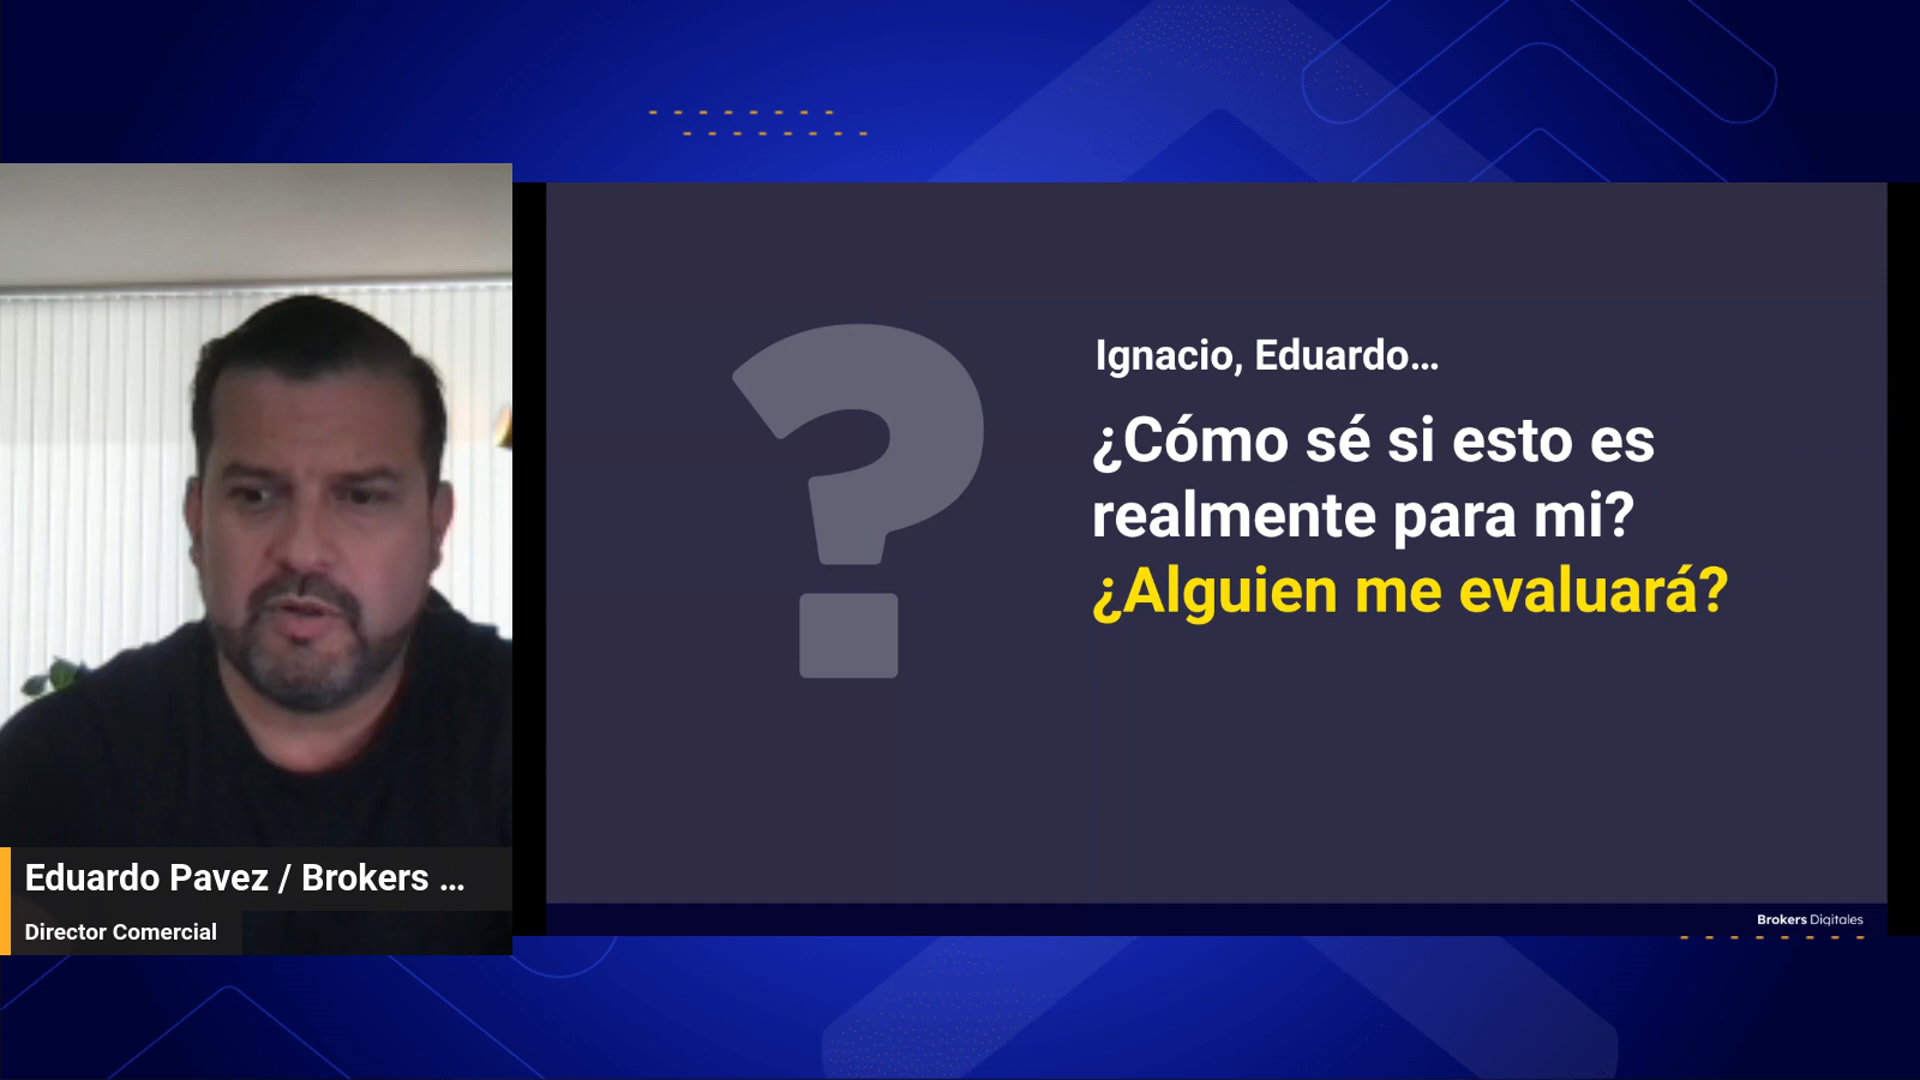 Ignacio, Eduardo...
¿Cómo sé si esto es
realmente para mi?
¿Alguien me evaluará?
Eduardo Pavez / Brokers ...
Director Comercial
Brokers Digitales